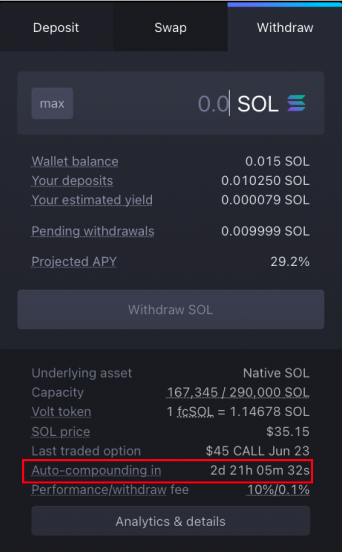 Deposit Swap Withdraw
max 0.0 SOL
Wallet balance 0.015 SOL
Your deposits 0.010250 SOL
Your estimated yield 0.000079 SOL
Pending withdrawals 0.009999 SOL
Projected APY 29.2%
Withdraw SOL
Underlying asset Native SOL
Capacity 167,345 / 290,000 SOL
Volt token 1 fcSOL = 1.14678 SOL
SOL price $35.15
Last traded option $45 CALL Jun 23
Auto-compounding in 2d 21h 05m 32s
Performance/withdraw fee 10%/0.1%
Analytics & details